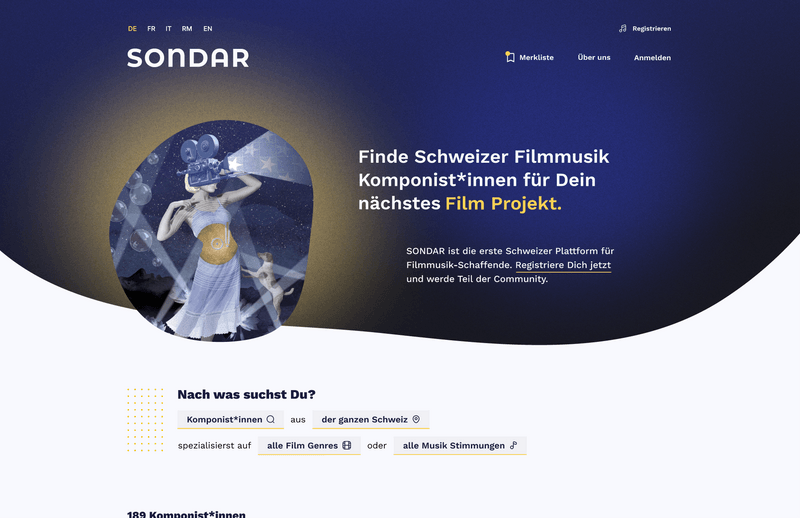 DE FR IT RM EN
Registrieren
SONDAR
Merkliste Über uns Anmelden
Finde Schweizer Filmmusik
Komponist*innen für Dein
nächstes Film Projekt.
SONDAR ist die erste Schweizer Plattform für
Filmmusik-Schaffende. Registriere Dich jetzt
und werde Teil der Community.
Nach was suchst Du?
Komponist*innen aus der ganzen Schweiz
spezialisierst auf alle Film Genres oder alle Musik Stimmungen
189 Komponist*innen